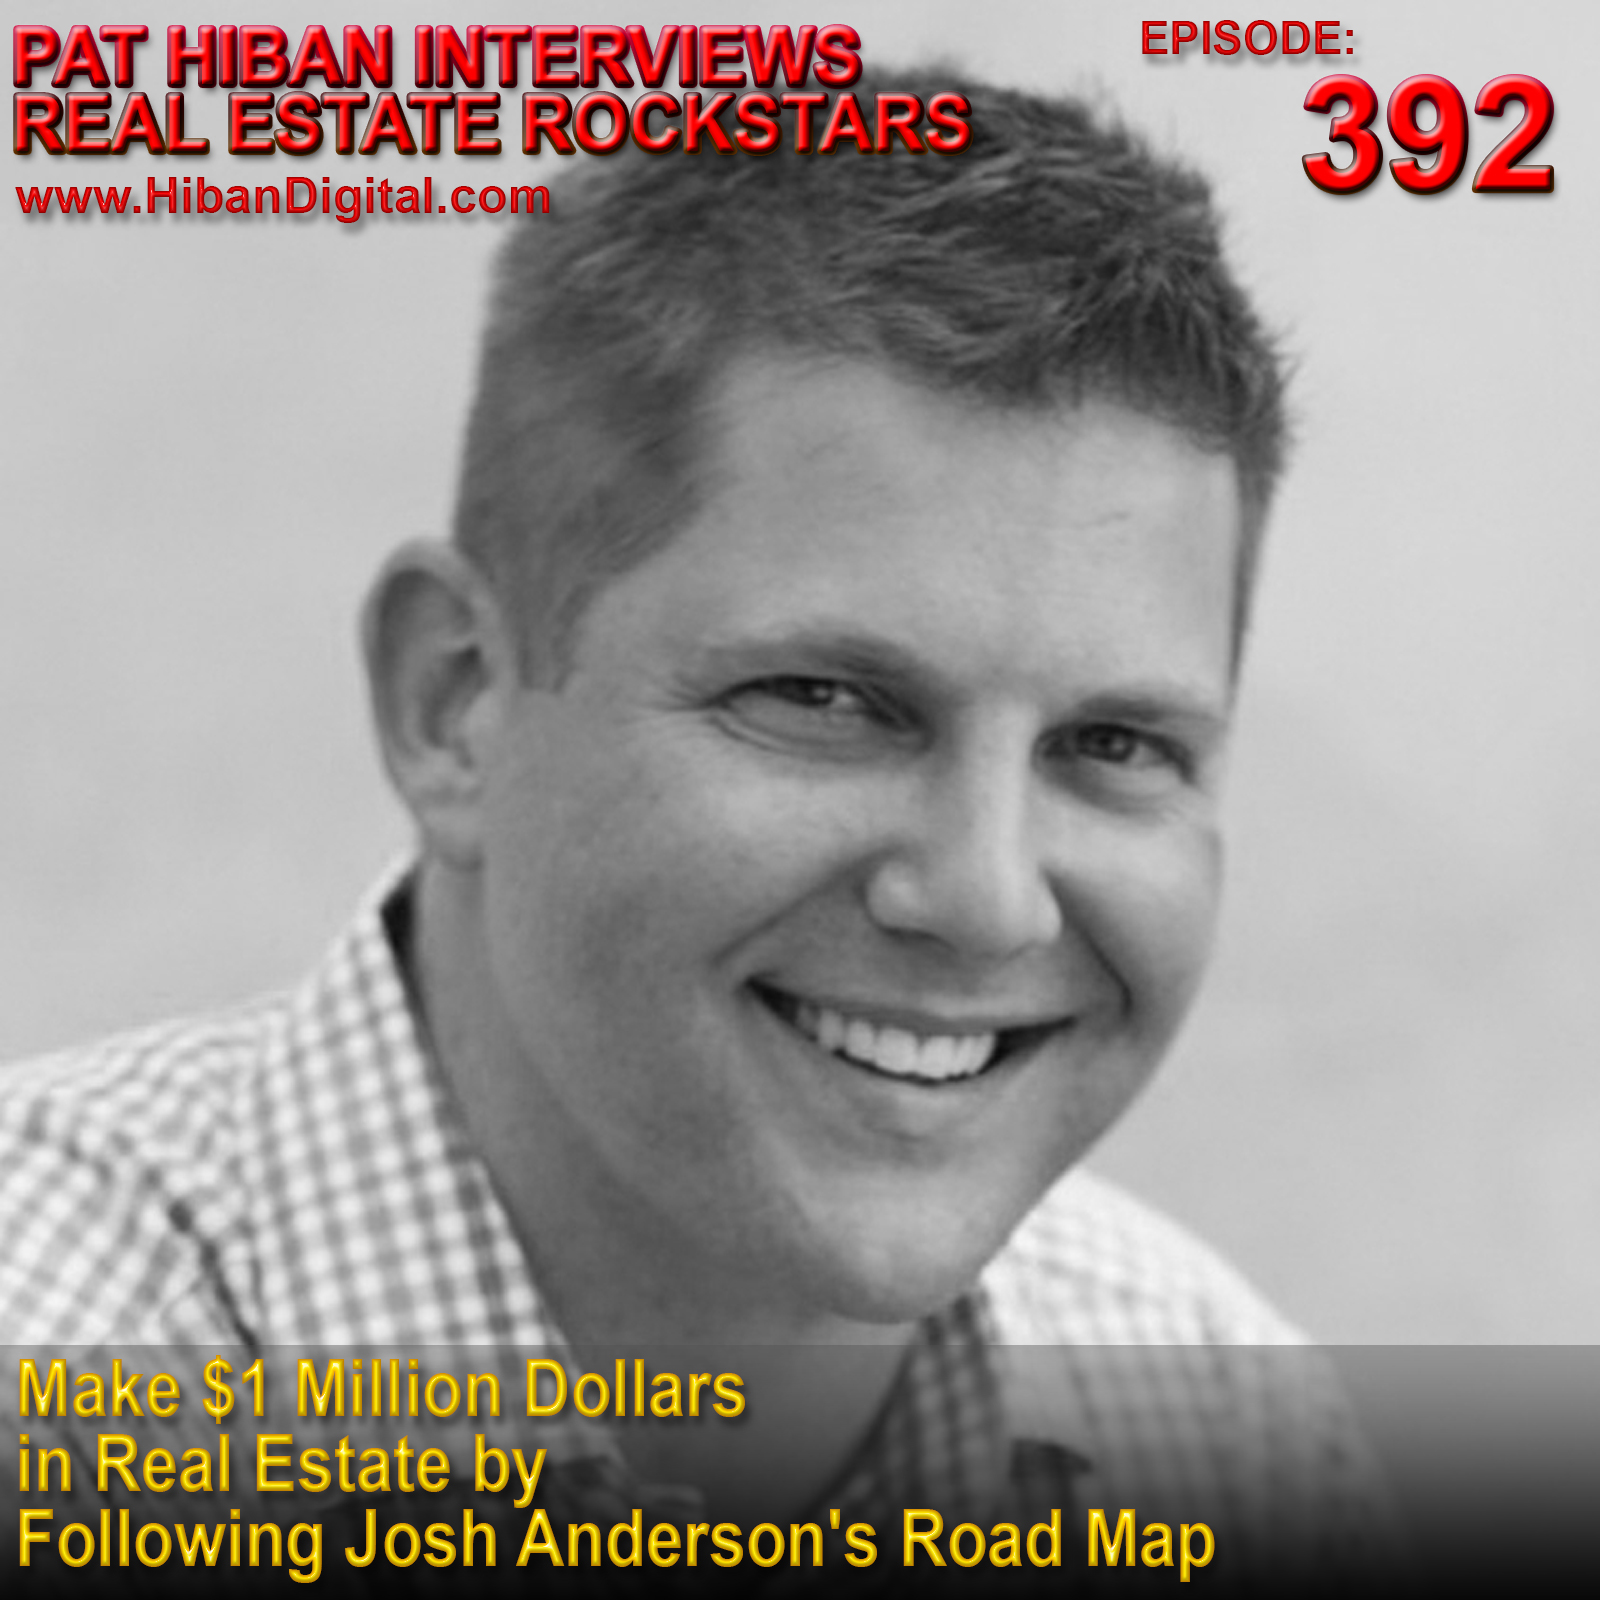 PAT HIBAN INTERVIEWS
REAL ESTATE ROCKSTARS
www.HibanDigital.com
EPISODE:
392
Make $1 Million Dollars
in Real Estate by
Following Josh Anderson's Road Map